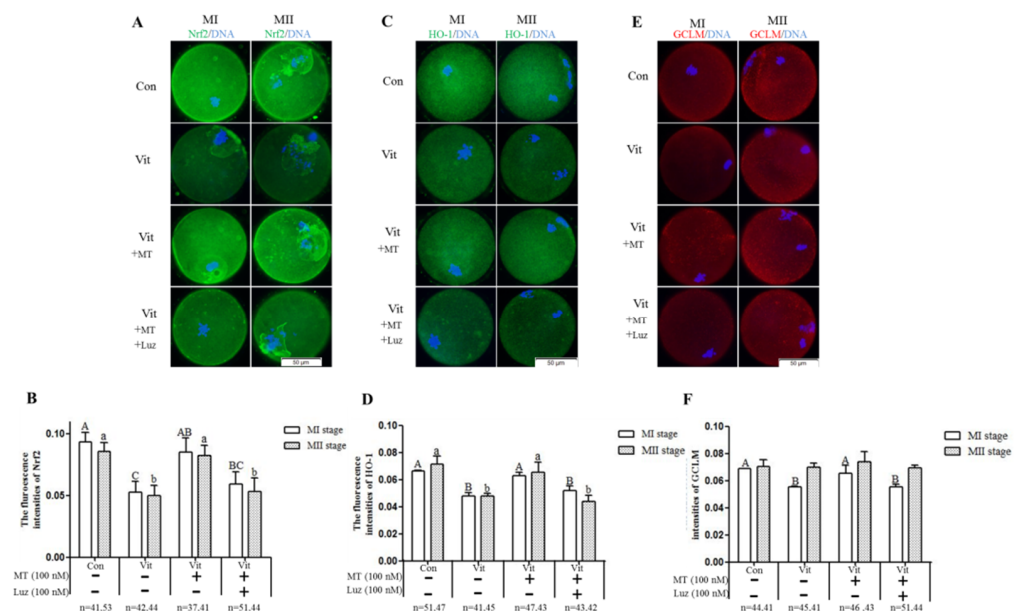 A
MI
MII
Nrf2/DNA
Nrf2/DNA
Con
Vit
Vit
+MT
Vit
+MT
+Luz
50 μm
C
MI
MII
HO-1/DNA
HO-1/DNA
Con
Vit
Vit
+MT
Vit
+MT
+Luz
50 μm
E
MI
MII
GCLM/DNA
GCLM/DNA
Con
Vit
Vit
+MT
Vit
+MT
+Luz
50 μm
B
The fluroescence
intensities of Nrf2
0.10
0.05
0.00
A
a
C
b
AB
a
BC
b
MI stage
MII stage
Con
Vit
Vit
Vit
MT (100 nM) - - + +
Luz (100 nM) - - - +
n=41.53 n=42.44 n=37.41 n=51.44
D
The fluorescence
intensities of HO-1
0.10
0.08
0.06
0.04
0.02
0.00
A
a
B
b
A
a
B
b
MI stage
MII stage
Con
Vit
Vit
Vit
MT (100 nM) - - + +
Luz (100 nM) - - - +
n=51.47 n=41.45 n=47.43 n=43.42
F
intensities of GCLM
0.10
0.08
0.06
0.04
0.02
0.00
A
B
A
B
MI stage
MII stage
Con
Vit
Vit
Vit
MT (100 nM) - - + +
Luz (100 nM) - - - +
n=44.41 n=45.41 n=46.43 n=51.44